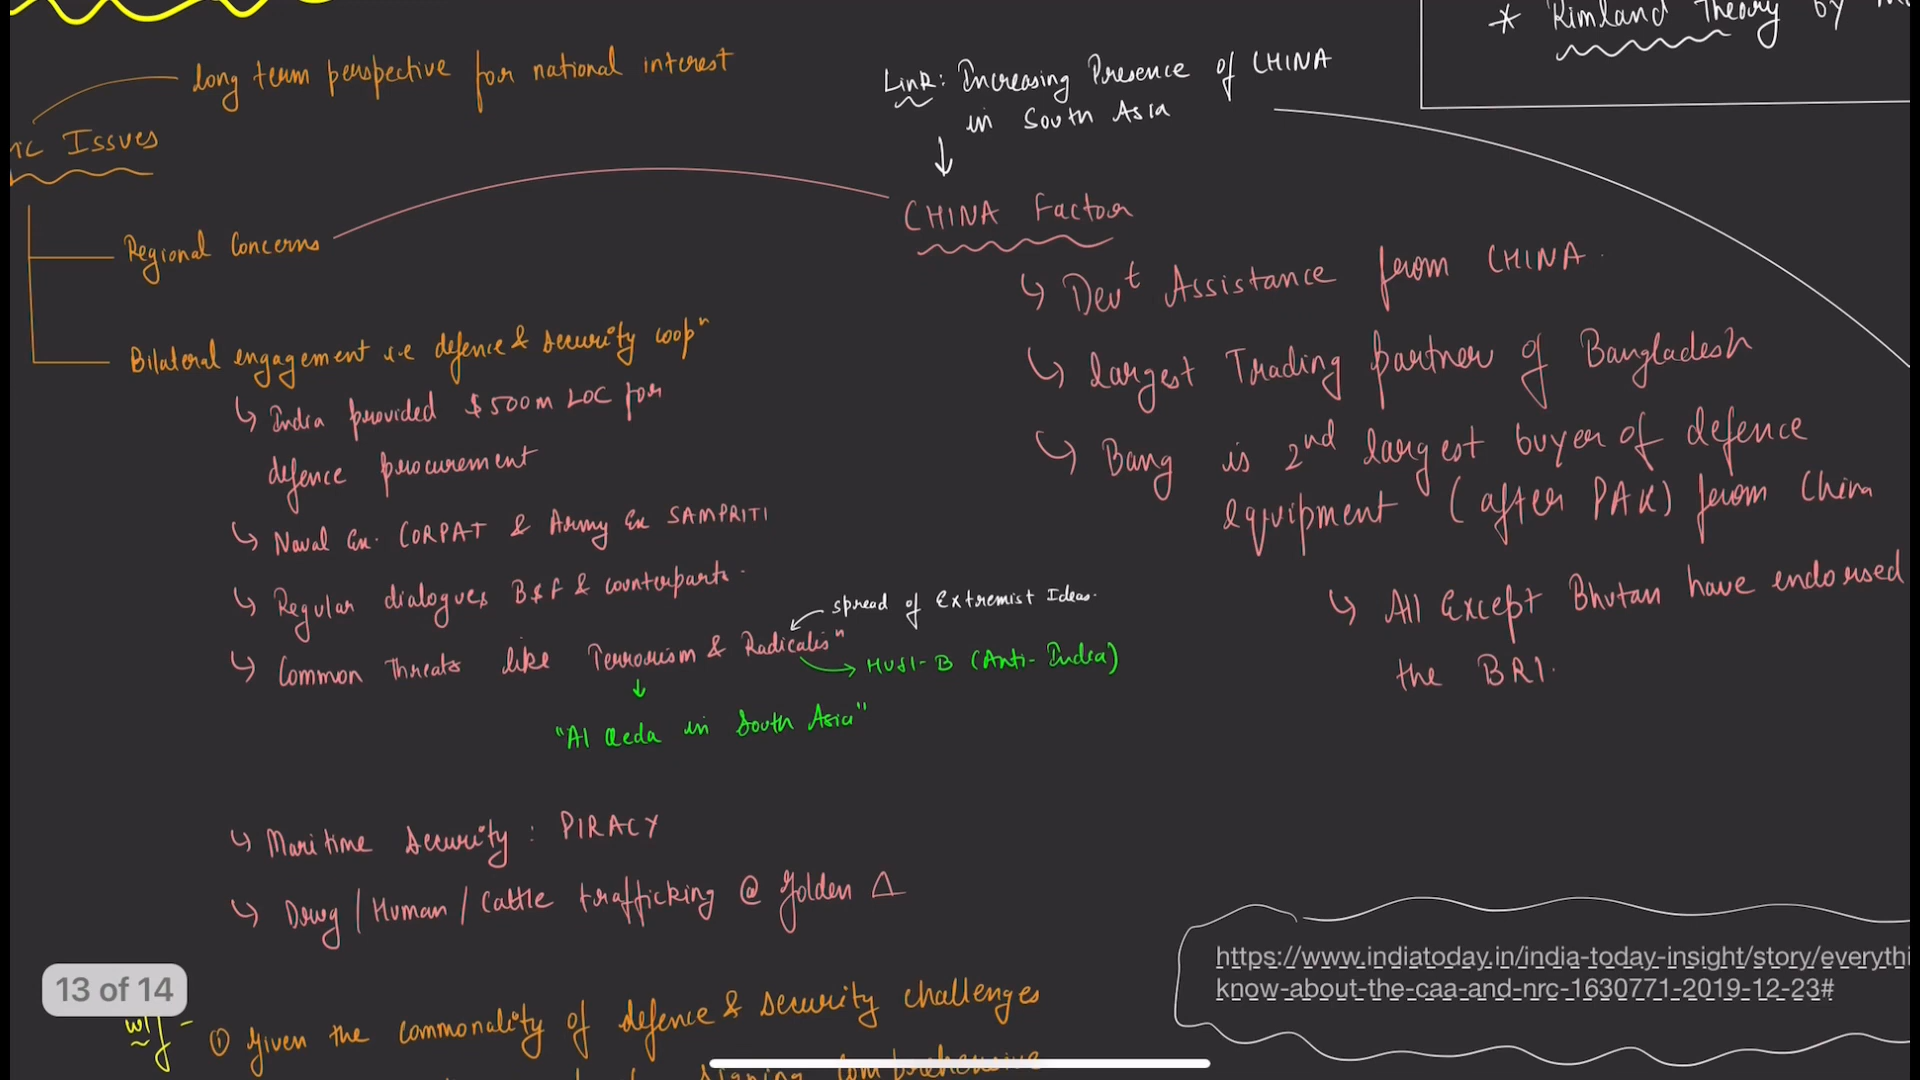 * Rimland Theory by
long term perspective for national interest
Link: Increasing Presence of CHINA
in South Asia
↓
IC Issues
CHINA Factor
Regional Concerns
↳ Devt Assistance from CHINA.
Bilateral engagement i.e defence & security coopn
↳ largest Trading partner of Bangladesh
↳ India provided $500m LOC for
defence procurement
↳ Bang is 2nd largest buyer of defence
equipment (after PAK) from China
↳ Naval Ex. CORPAT & Army Ex SAMPRITI
↳ Regular dialogues BSF & counterparts.
↳ All Except Bhutan have endorsed
the BRI.
spread of Extremist Ideas.
↳ Common Threats like Terrorism & Radicalisn
→ HUJI-B (Anti-India)
↓
"Al Qeda in South Asia"
↳ Maritime Security: PIRACY
↳ Drug / Human / Cattle trafficking @ Golden Δ
https://www.indiatoday.in/india-today-insight/story/everythi
know-about-the-caa-and-nrc-1630771-2019-12-23#
13 of 14
wf -
① Given the commonality of defence & security challenges
signing comprehensive